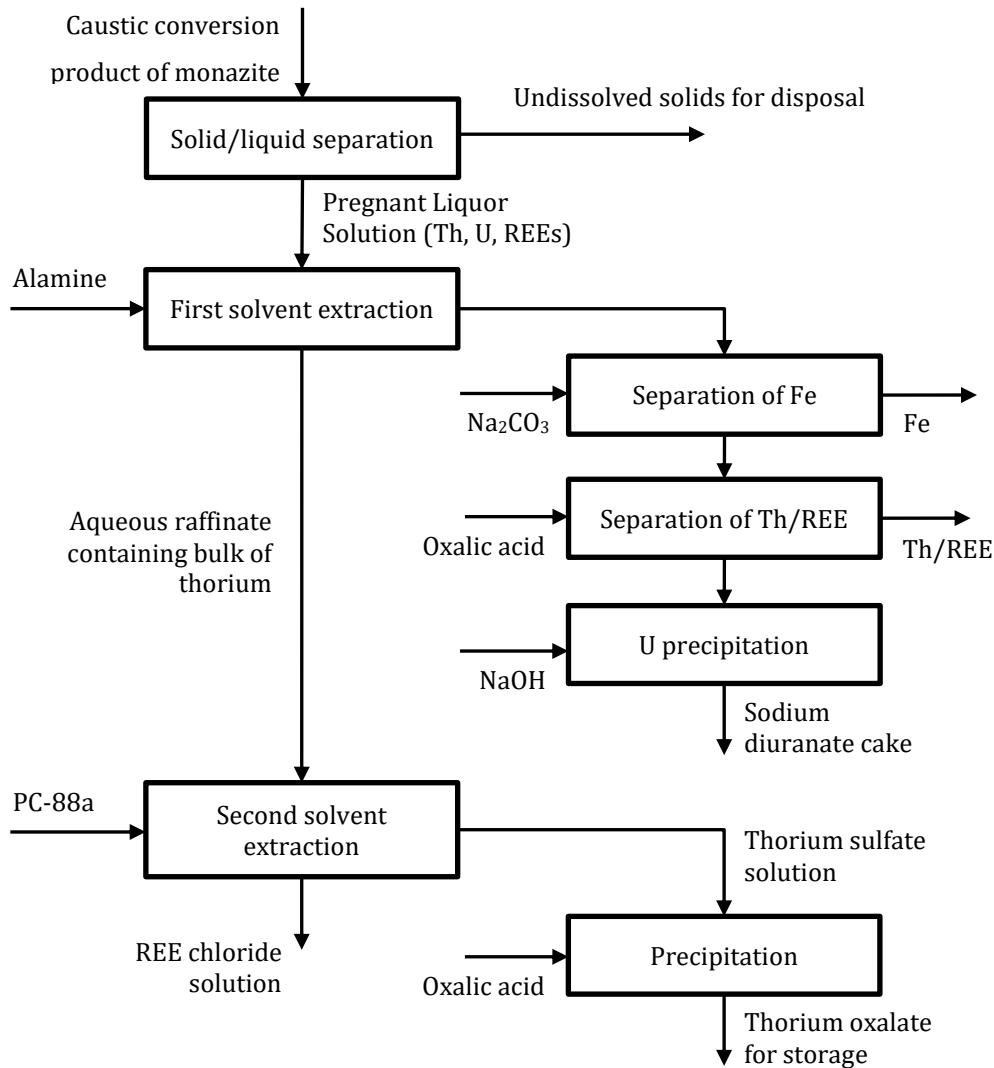 Caustic conversion
product of monazite
Undissolved solids for disposal
Solid/liquid separation
Pregnant Liquor
Solution (Th, U, REEs)
Alamine
First solvent extraction
Separation of Fe
Na₂CO₃
Fe
Separation of Th/REE
Oxalic acid
Th/REE
Aqueous raffinate
containing bulk of
thorium
U precipitation
NaOH
Sodium
diuranate cake
PC-88a
Second solvent
extraction
Thorium sulfate
solution
REE chloride
solution
Precipitation
Oxalic acid
Thorium oxalate
for storage